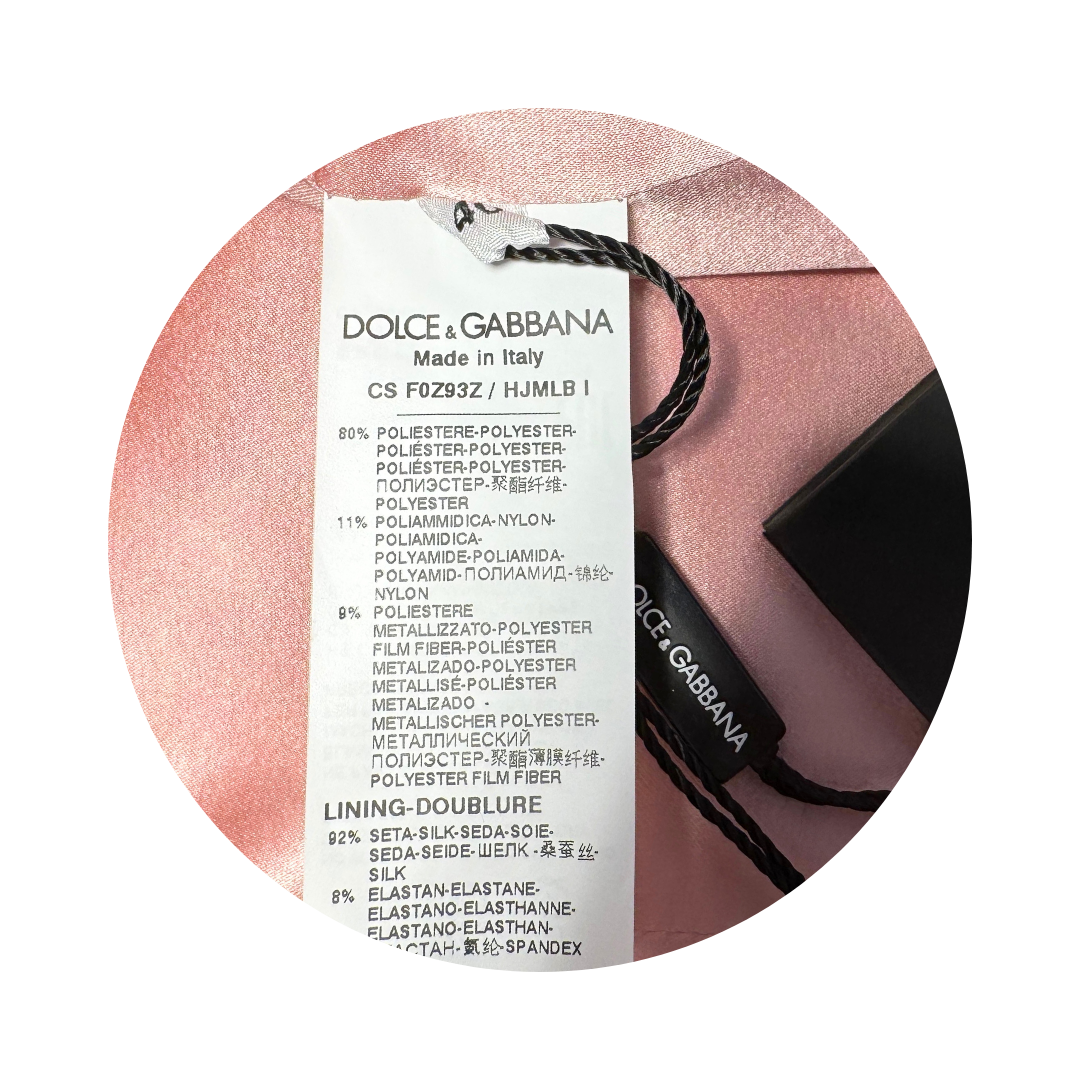 DOLCE & GABBANA
Made in Italy
CS F0Z93Z / HJMLB I
80% POLIESTERE-POLYESTER-
POLIÉSTER-POLYESTER-
POLIÉSTER-POLYESTER-
ПОЛИЭСТЕР-聚酯纤维-
POLYESTER
11% POLIAMMIDICA-NYLON-
POLIAMIDICA-
POLYAMIDE-POLIAMIDA-
POLYAMID-ПОЛИАМИД-锦纶-
NYLON
9% POLIESTERE
METALLIZZATO-POLYESTER
FILM FIBER-POLIÉSTER
METALIZADO-POLYESTER
METALLISÉ-POLIÉSTER
METALIZADO -
METALLISCHER POLYESTER-
МЕТАЛЛИЧЕСКИЙ
ПОЛИЭСТЕР-聚酯薄膜纤维-
POLYESTER FILM FIBER
LINING-DOUBLURE
92% SETA-SILK-SEDA-SOIE-
SEDA-SEIDE-ШЕЛК -桑蚕丝-
SILK
8% ELASTAN-ELASTANE-
ELASTANO-ELASTHANNE-
ELASTANO-ELASTHAN-
-氨纶-SPANDEX
& GABBANA